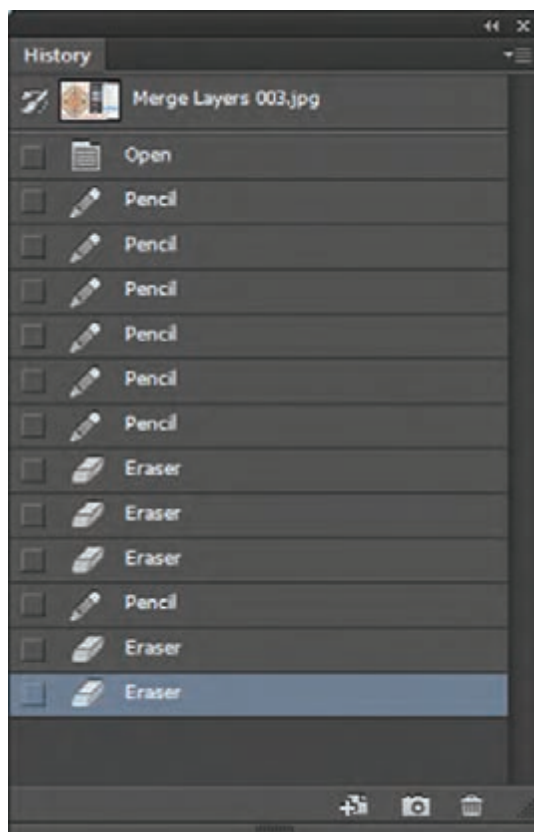 History
Merge Layers 003.jpg
Open
Pencil
Pencil
Pencil
Pencil
Pencil
Pencil
Eraser
Eraser
Eraser
Pencil
Eraser
Eraser